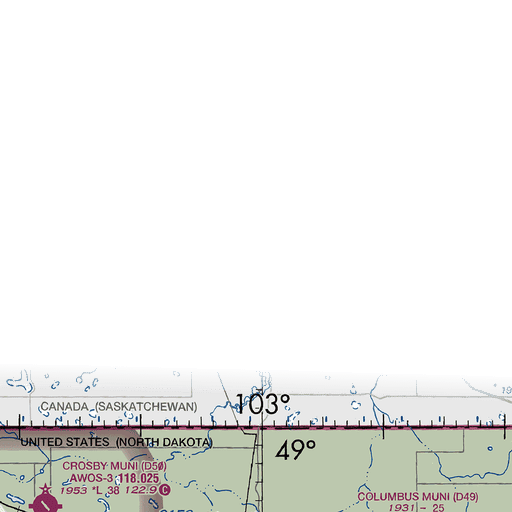 103°
CANADA (SASKATCHEWAN)
UNITED STATES (NORTH DAKOTA)
49°
CROSBY MUNI (D50)
AWOS-3 118.025
1953 *L 38 122.9 C
COLUMBUS MUNI (D49)
1931 - 25